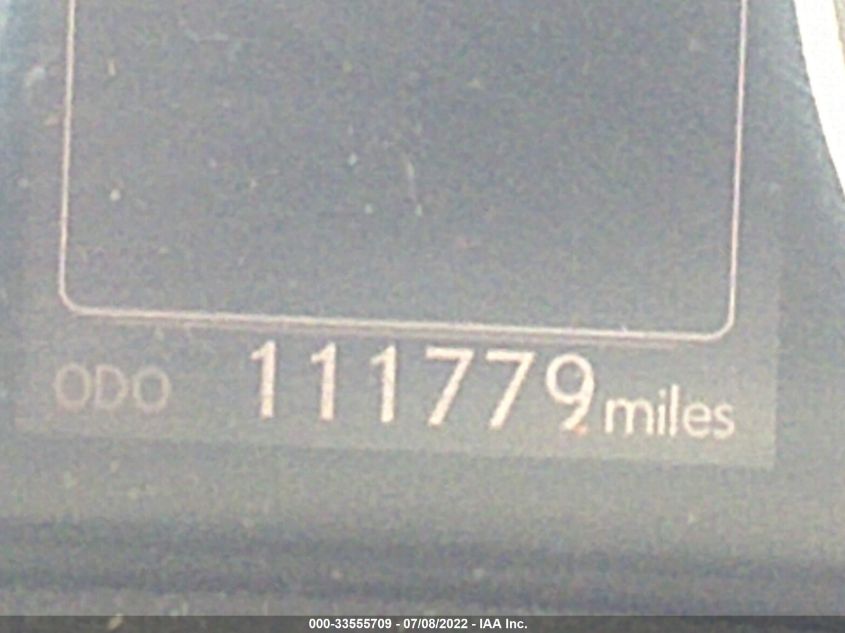 ODO 111779 miles
000-33555709 - 07/08/2022 - IAA Inc.